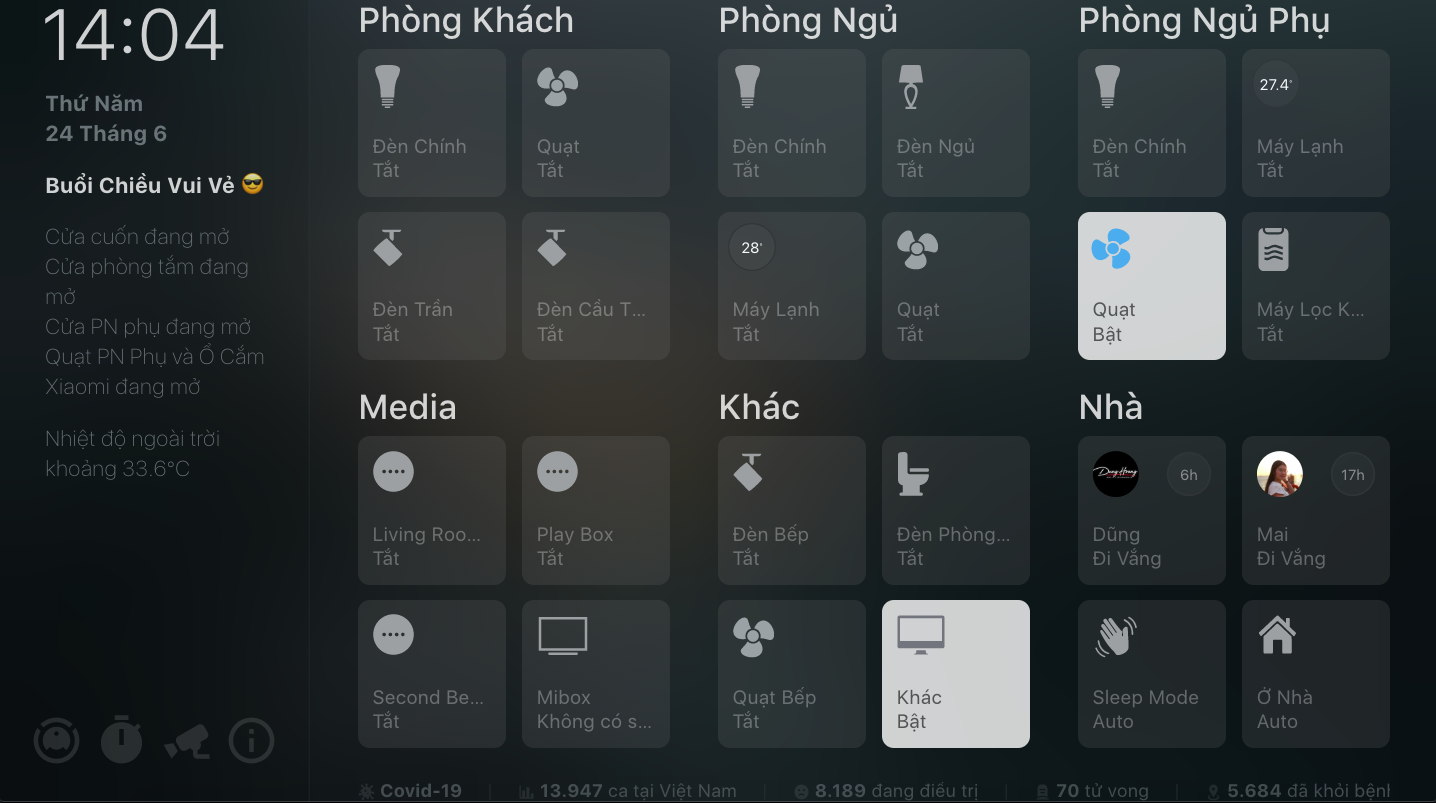 14:04
Thứ Năm
24 Tháng 6
Buổi Chiều Vui Vẻ 😎
Cửa cuốn đang mở
Cửa phòng tắm đang
mở
Cửa PN phụ đang mở
Quạt PN Phụ và Ổ Cắm
Xiaomi đang mở
Nhiệt độ ngoài trời
khoảng 33.6°C
Phòng Khách
Đèn Chính
Tắt
Quạt
Tắt
Đèn Trần
Tắt
Đèn Cầu T...
Tắt
Phòng Ngủ
Đèn Chính
Tắt
Đèn Ngủ
Tắt
28°
Máy Lạnh
Tắt
Quạt
Tắt
Phòng Ngủ Phụ
Đèn Chính
Tắt
27.4°
Máy Lạnh
Tắt
Quạt
Bật
Máy Lọc K...
Tắt
Media
Living Roo...
Tắt
Play Box
Tắt
Second Be...
Tắt
Mibox
Không có s...
Khác
Đèn Bếp
Tắt
Đèn Phòng...
Tắt
Quạt Bếp
Tắt
Khác
Bật
Nhà
6h
Dũng
Đi Vắng
17h
Mai
Đi Vắng
Sleep Mode
Auto
Ở Nhà
Auto
Covid-19 | 13.947 ca tại Việt Nam | 8.189 đang điều trị | 70 tử vong | 5.684 đã khỏi bệnh